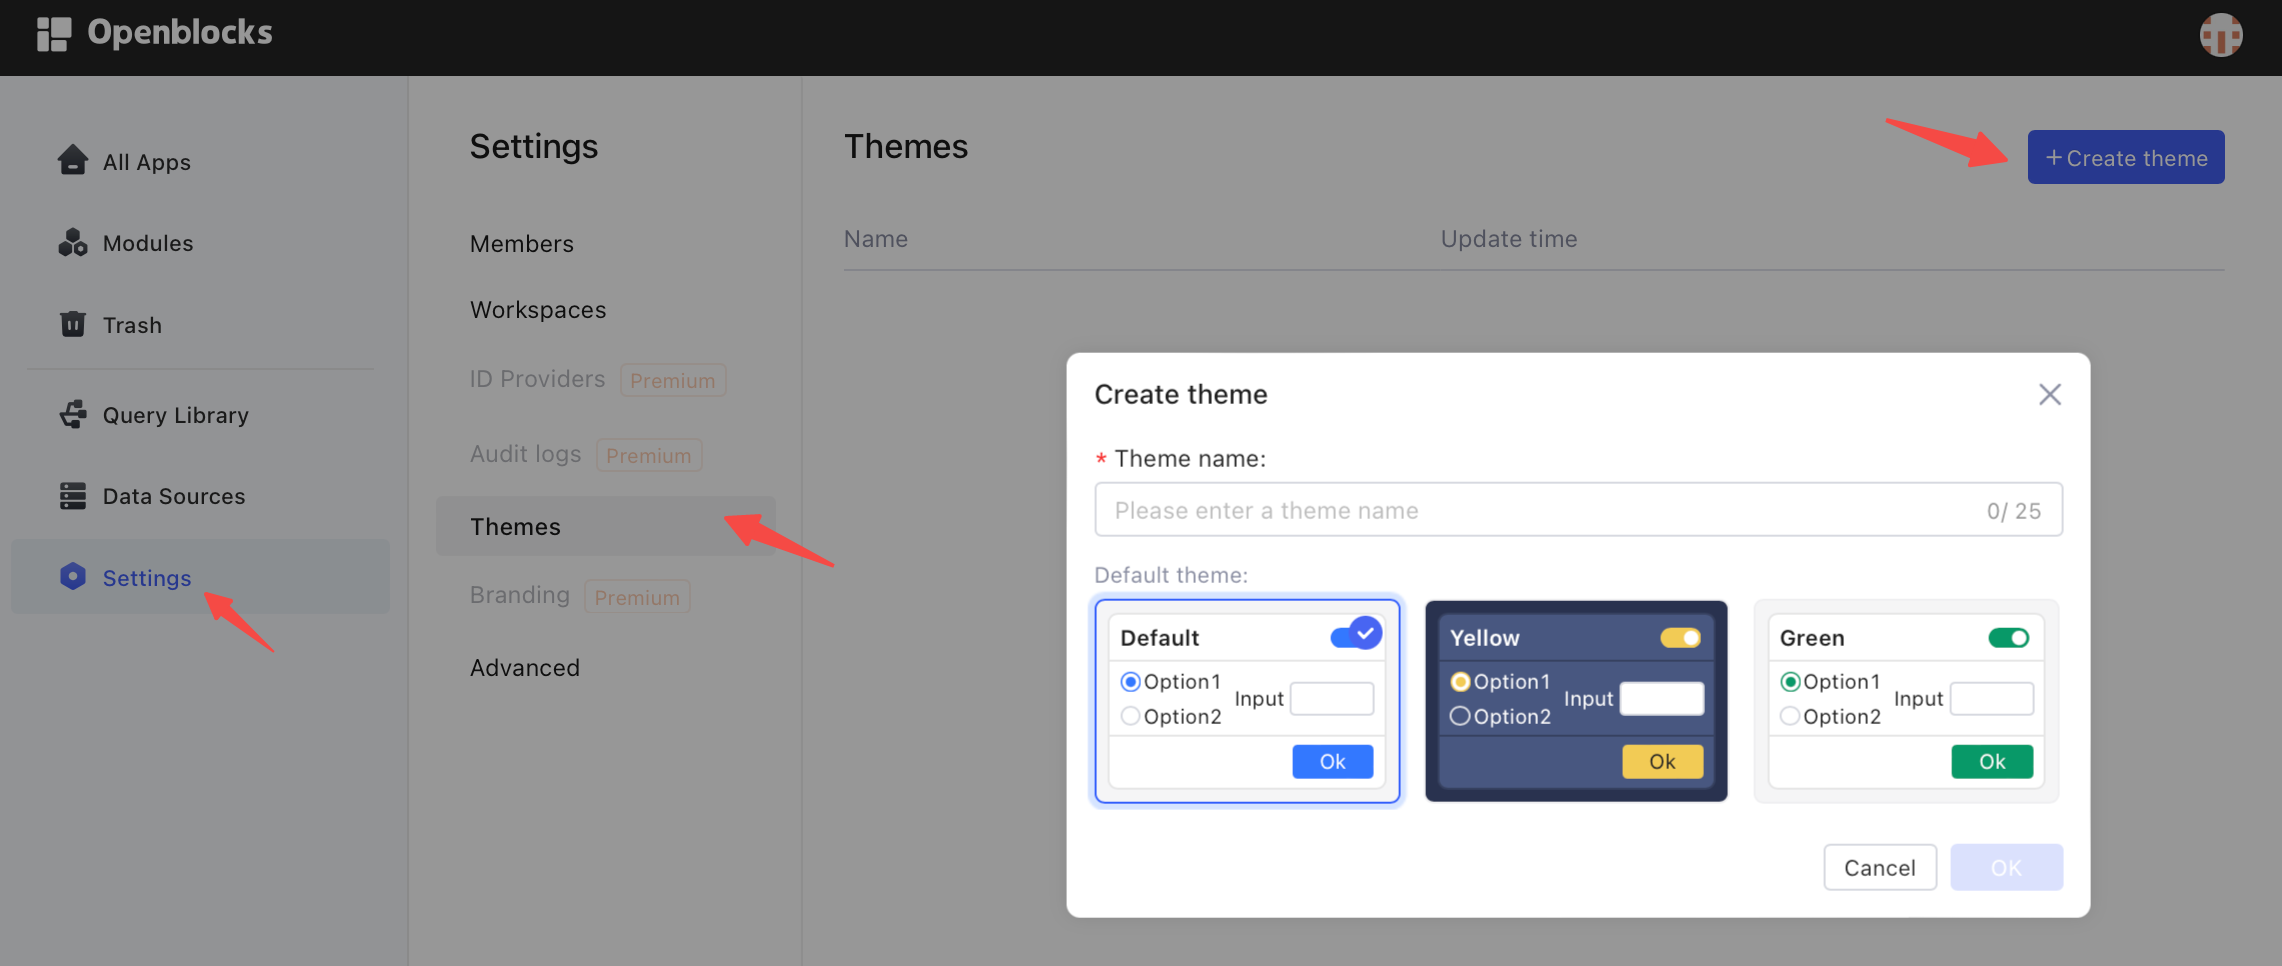 Openblocks
All Apps
Modules
Trash
Query Library
Data Sources
Settings
Settings
Members
Workspaces
ID Providers Premium
Audit logs Premium
Themes
Branding Premium
Advanced
Themes
+ Create theme
Name Update time
Create theme
* Theme name:
Please enter a theme name 0/ 25
Default theme:
Default
Option1
Option2
Input
Ok
Yellow
Option1
Option2
Input
Ok
Green
Option1
Option2
Input
Ok
Cancel OK